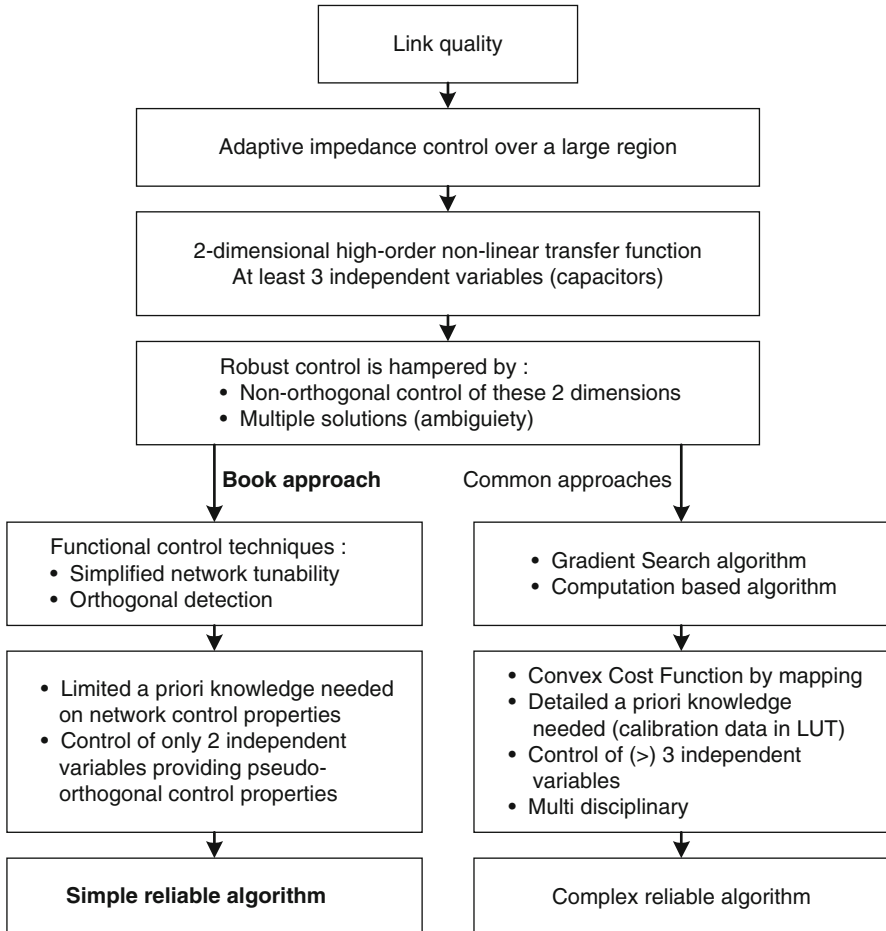 Link quality
Adaptive impedance control over a large region
2-dimensional high-order non-linear transfer function
At least 3 independent variables (capacitors)
Robust control is hampered by :
• Non-orthogonal control of these 2 dimensions
• Multiple solutions (ambiguiety)
Book approach
Common approaches
Functional control techniques :
• Simplified network tunability
• Orthogonal detection
• Gradient Search algorithm
• Computation based algorithm
• Limited a priori knowledge needed
on network control properties
• Control of only 2 independent
variables providing pseudo-
orthogonal control properties
• Convex Cost Function by mapping
• Detailed a priori knowledge
needed (calibration data in LUT)
• Control of (>) 3 independent
variables
• Multi disciplinary
Simple reliable algorithm
Complex reliable algorithm